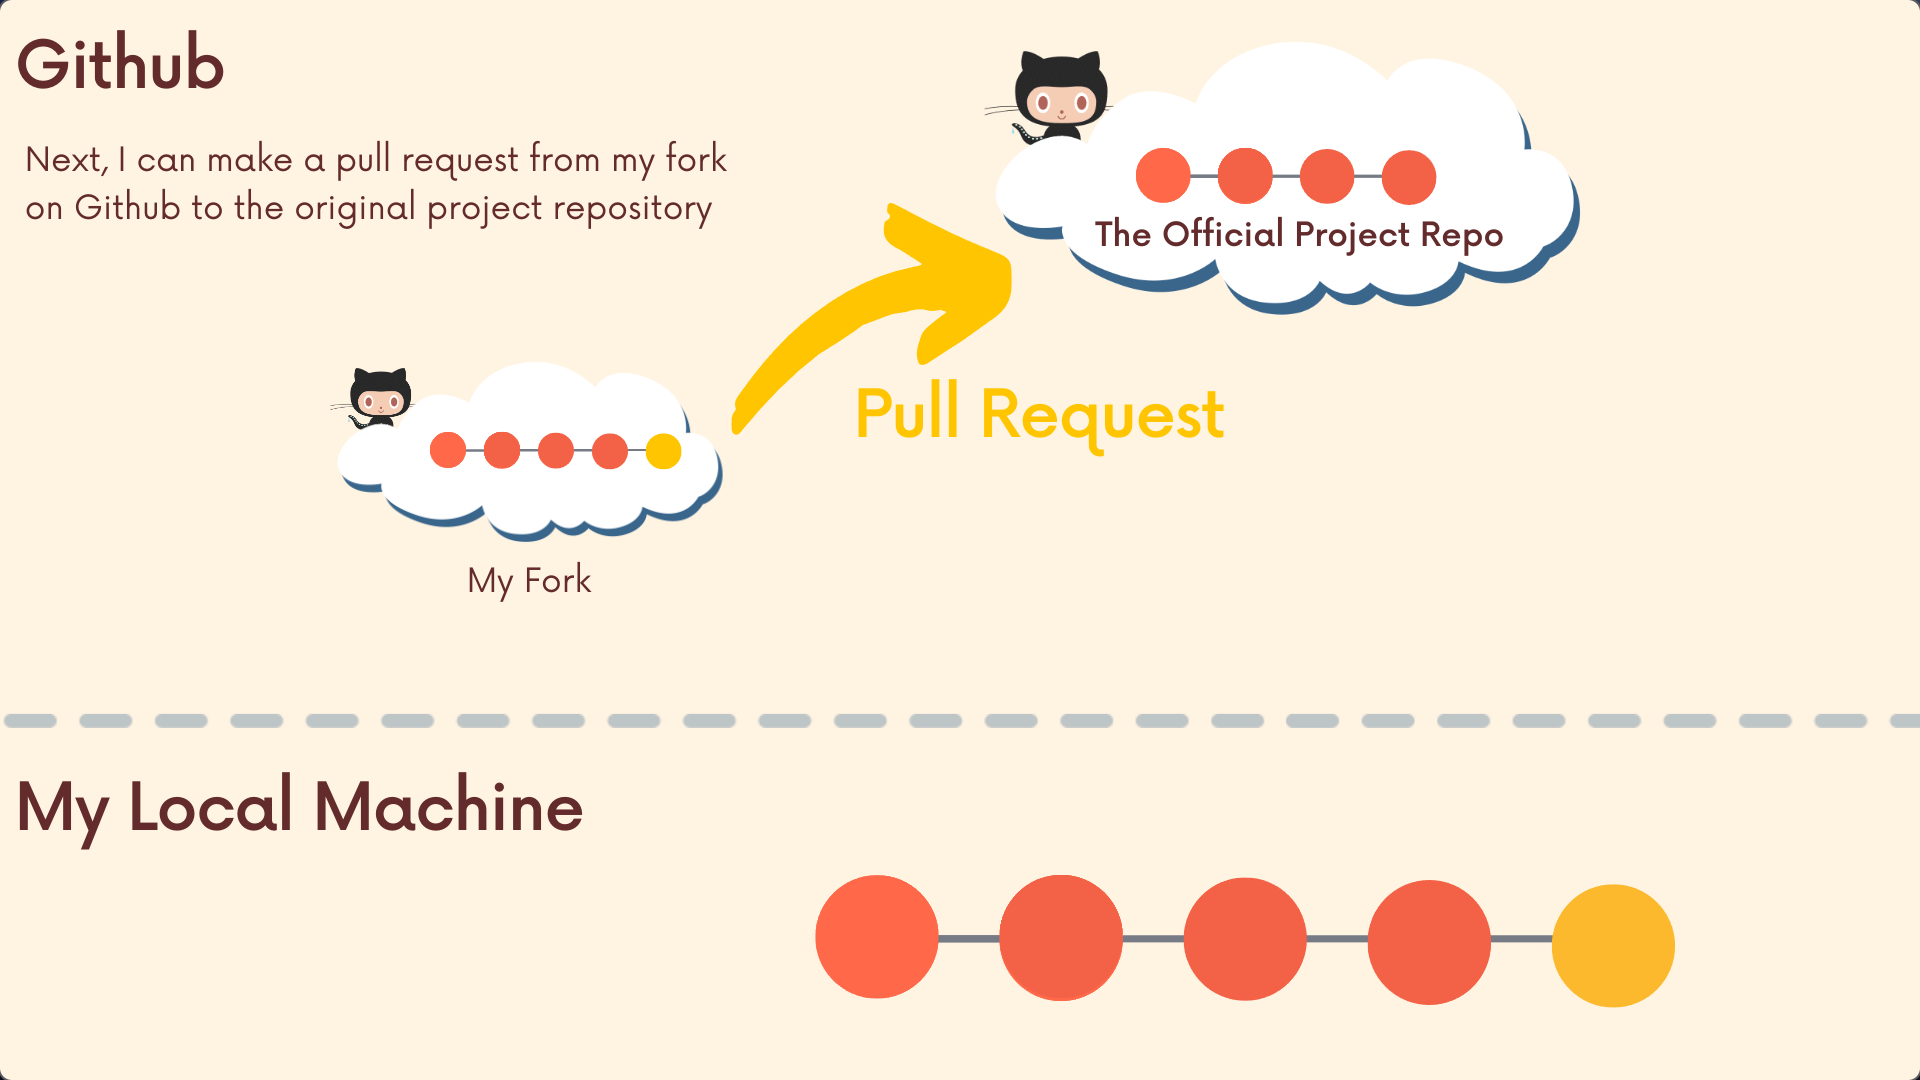 Github
Next, I can make a pull request from my fork
on Github to the original project repository
The Official Project Repo
Pull Request
My Fork
My Local Machine